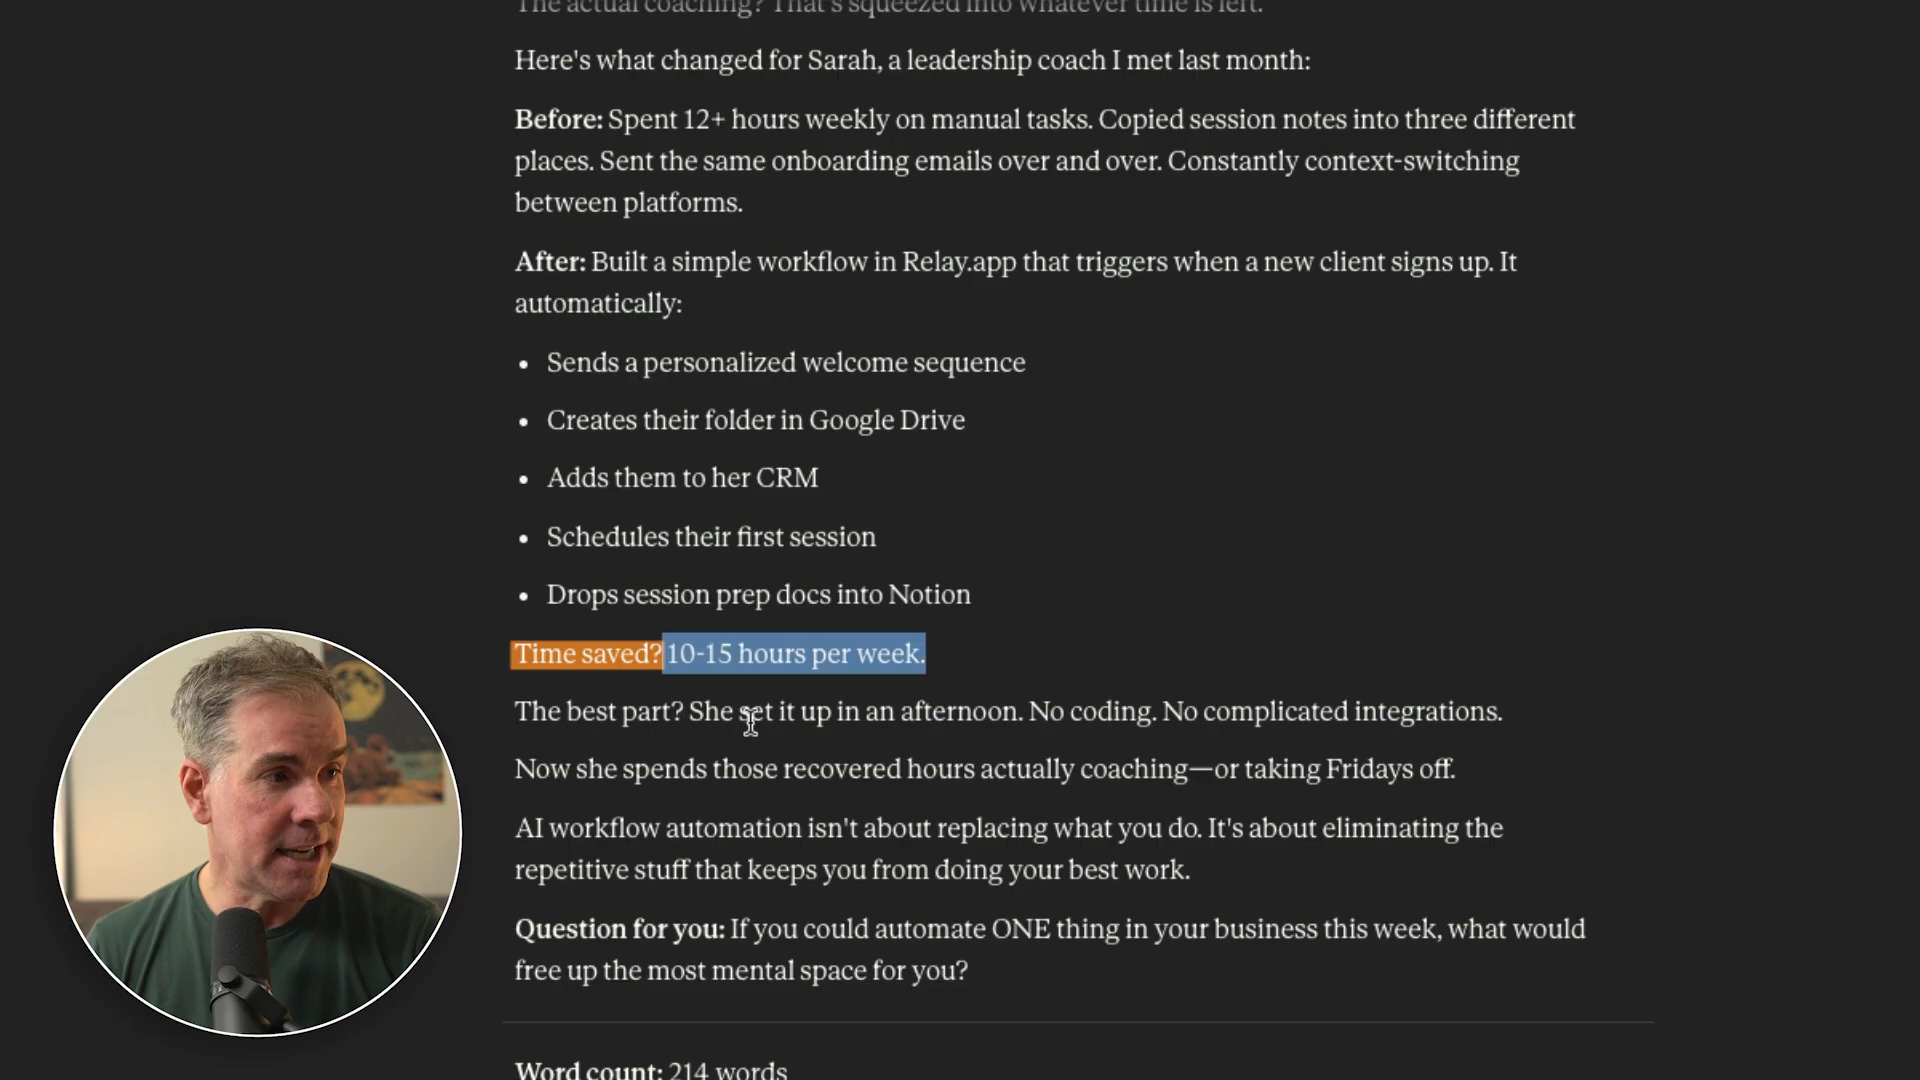 The actual coaching? That's squeezed into whatever time is left.
Here's what changed for Sarah, a leadership coach I met last month:
Before: Spent 12+ hours weekly on manual tasks. Copied session notes into three different
places. Sent the same onboarding emails over and over. Constantly context-switching
between platforms.
After: Built a simple workflow in Relay.app that triggers when a new client signs up. It
automatically:
• Sends a personalized welcome sequence
• Creates their folder in Google Drive
• Adds them to her CRM
• Schedules their first session
• Drops session prep docs into Notion
Time saved? 10-15 hours per week.
The best part? She set it up in an afternoon. No coding. No complicated integrations.
Now she spends those recovered hours actually coaching—or taking Fridays off.
AI workflow automation isn't about replacing what you do. It's about eliminating the
repetitive stuff that keeps you from doing your best work.
Question for you: If you could automate ONE thing in your business this week, what would
free up the most mental space for you?
Word count: 214 words